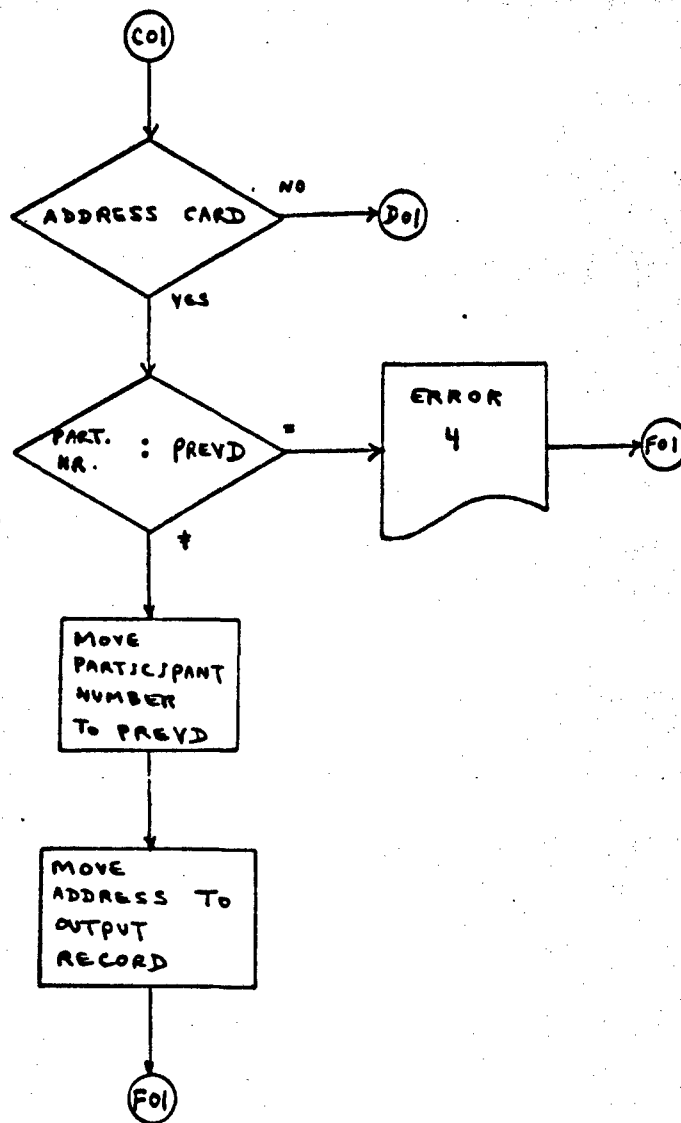 C01
ADDRESS CARD
NO
D01
YES
PART.
NR. : PREVD
=
ERROR
4
F01
≠
MOVE
PARTICIPANT
NUMBER
TO PREVD
MOVE
ADDRESS TO
OUTPUT
RECORD
F01